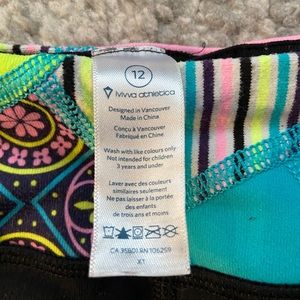 12
ivivva athletica
Designed in Vancouver
Made in China
Conçu à Vancouver
Fabriqué en Chine
Wash with like colours only
Not intended for children
3 years and under
Laver avec des couleurs
similaires seulement
Ne pas laisser à la portée
des enfants
de trois ans et moins
CA 35801 RN 106259
X1